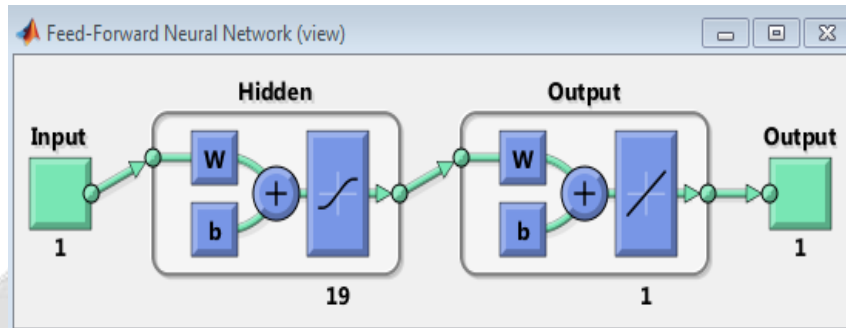 Feed-Forward Neural Network (view)
Hidden
Output
Input
Output
W
W
+
+
b
b
1
1
19
1